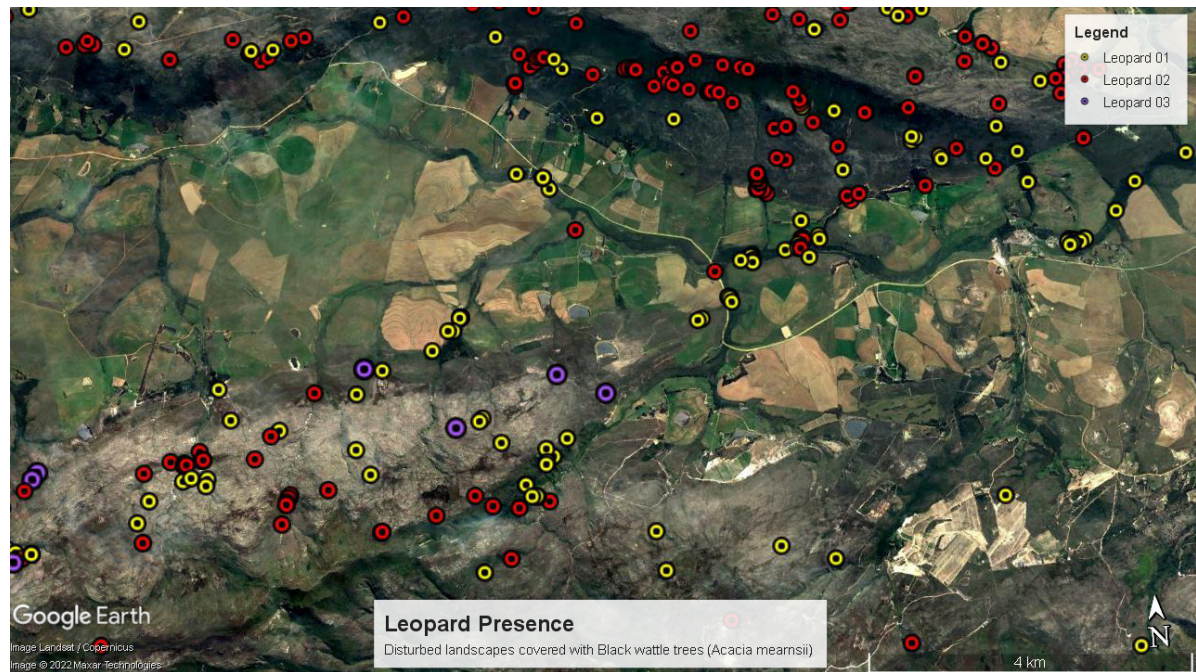 Legend
Leopard 01
Leopard 02
Leopard 03
Google Earth
Image Landsat / Copernicus
Image © 2022 Maxar Technologies
Leopard Presence
Disturbed landscapes covered with Black wattle trees (Acacia mearnsii)
N
4 km